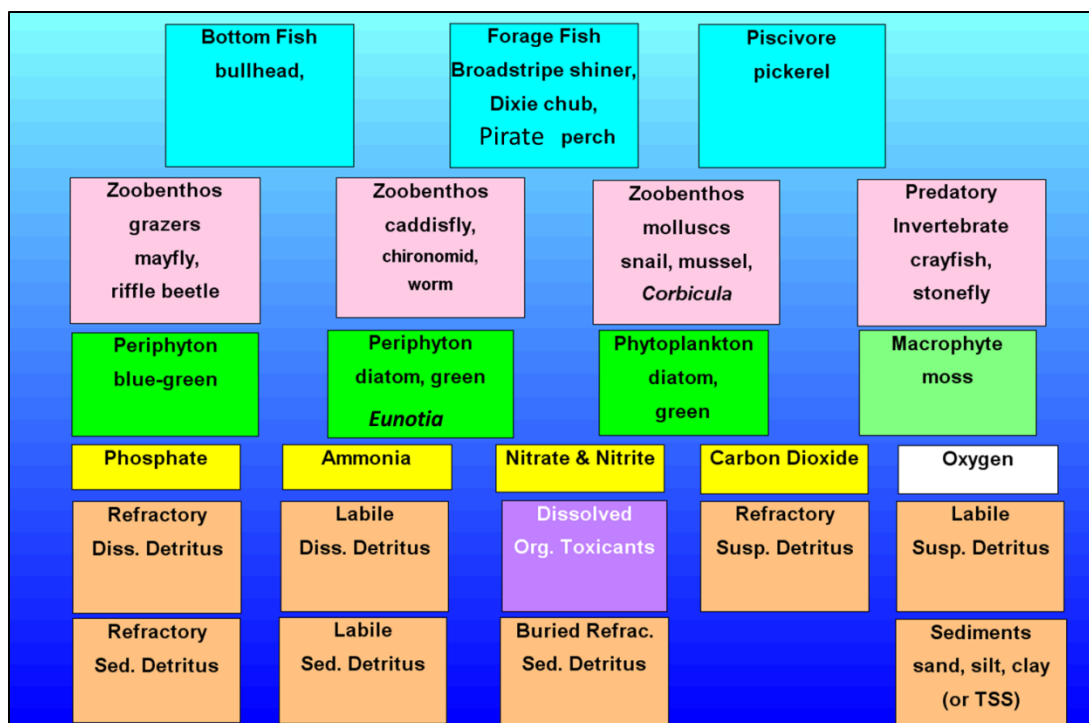 Bottom Fish
bullhead,
Forage Fish
Broadstripe shiner,
Dixie chub,
Pirate perch
Piscivore
pickerel
Zoobenthos
grazers
mayfly,
riffle beetle
Zoobenthos
caddisfly,
chironomid,
worm
Zoobenthos
molluscs
snail, mussel,
Corbicula
Predatory
Invertebrate
crayfish,
stonefly
Periphyton
blue-green
Periphyton
diatom, green
Eunotia
Phytoplankton
diatom,
green
Macrophyte
moss
Phosphate
Ammonia
Nitrate & Nitrite
Carbon Dioxide
Oxygen
Refractory
Diss. Detritus
Labile
Diss. Detritus
Dissolved
Org. Toxicants
Refractory
Susp. Detritus
Labile
Susp. Detritus
Refractory
Sed. Detritus
Labile
Sed. Detritus
Buried Refrac.
Sed. Detritus
Sediments
sand, silt, clay
(or TSS)